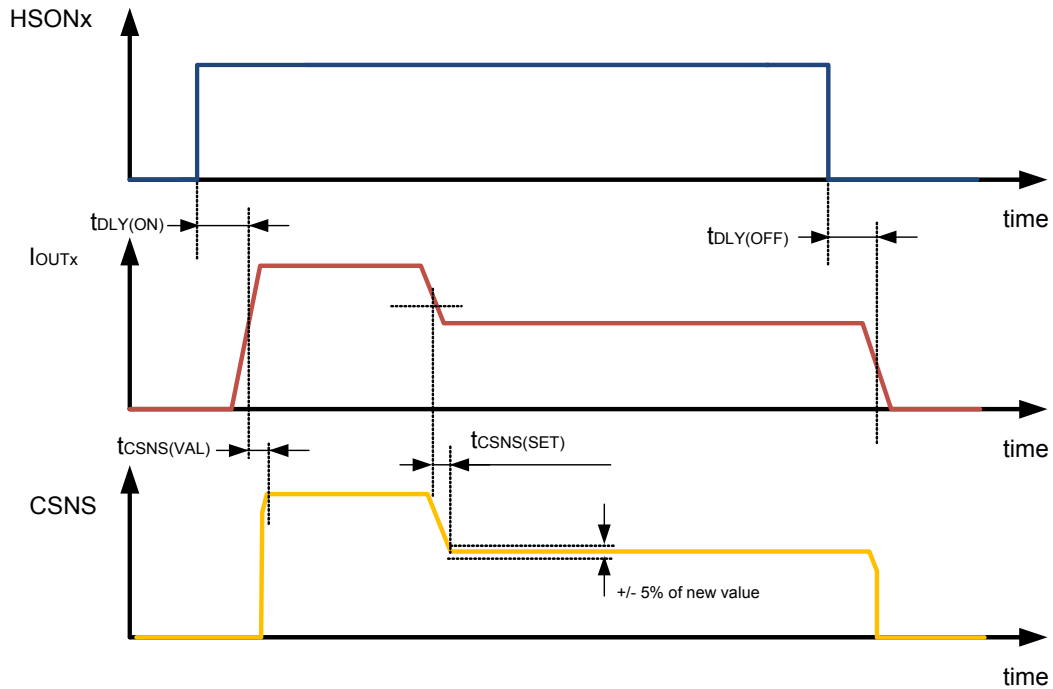 HSONx
time
tDLY(ON)
tDLY(OFF)
IOUTx
time
tCSNS(VAL)
tCSNS(SET)
CSNS
+/- 5% of new value
time